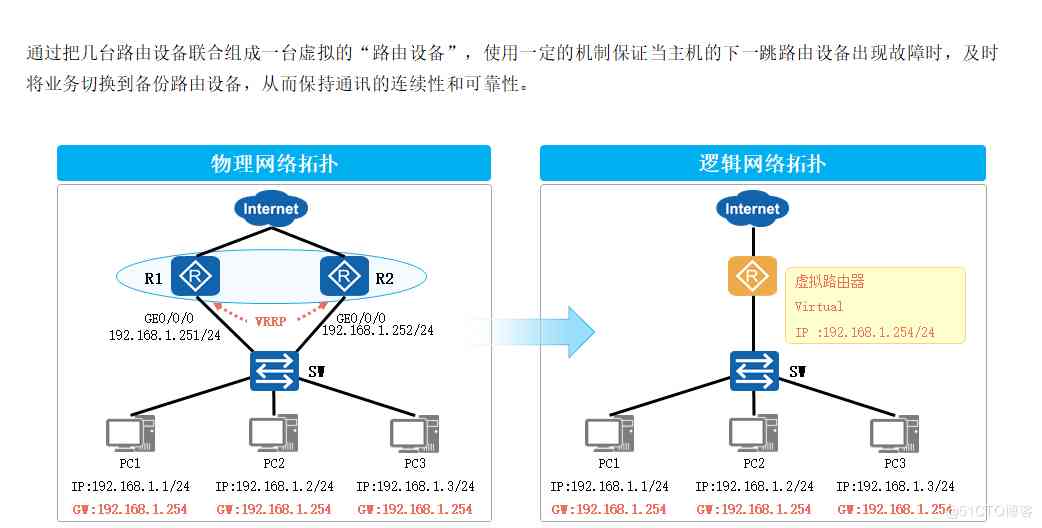 通过把几台路由设备联合组成一台虚拟的“路由设备”，使用一定的机制保证当主机的下一跳路由设备出现故障时，及时
将业务切换到备份路由设备，从而保持通讯的连续性和可靠性。
物理网络拓扑
Internet
R1
R
R
R2
VRRP
GE0/0/0
192.168.1.251/24
GE0/0/0
192.168.1.252/24
SW
PC1
PC2
PC3
IP:192.168.1.1/24
IP:192.168.1.2/24
IP:192.168.1.3/24
GW:192.168.1.254
GW:192.168.1.254
GW:192.168.1.254
逻辑网络拓扑
Internet
R
虚拟路由器
Virtual
IP :192.168.1.254/24
SW
PC1
PC2
PC3
IP:192.168.1.1/24
IP:192.168.1.2/24
IP:192.168.1.3/24
GW:192.168.1.254
GW:192.168.1.254
GW:192.168.1.254
@51CTO博客